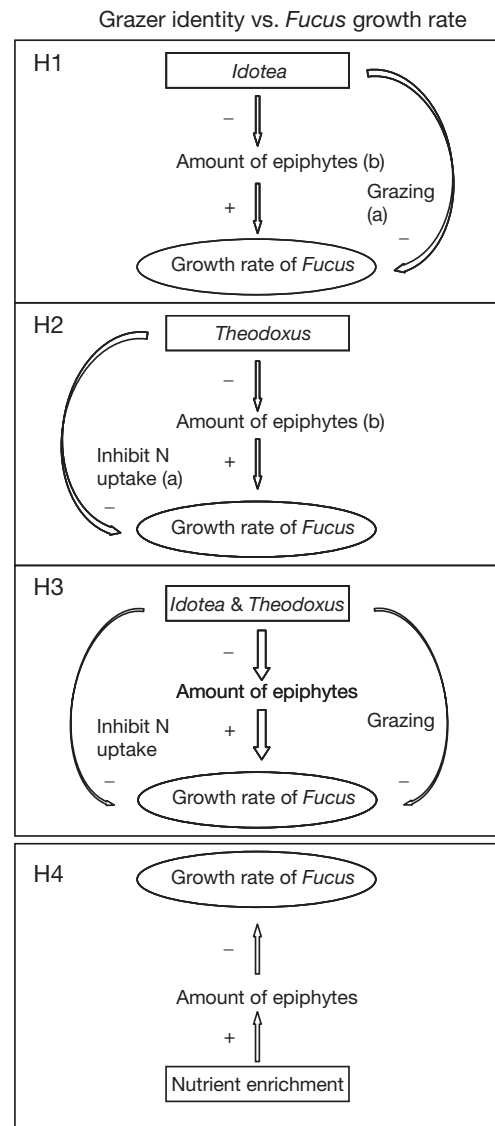 Grazer identity vs. Fucus growth rate
H1
Idotea
–
Amount of epiphytes (b)
+
Grazing
(a)
–
Growth rate of Fucus
H2
Theodoxus
–
Amount of epiphytes (b)
+
Inhibit N
uptake (a)
–
Growth rate of Fucus
H3
Idotea & Theodoxus
–
Amount of epiphytes
+
Inhibit N
uptake
Grazing
–
–
Growth rate of Fucus
H4
Growth rate of Fucus
–
Amount of epiphytes
+
Nutrient enrichment